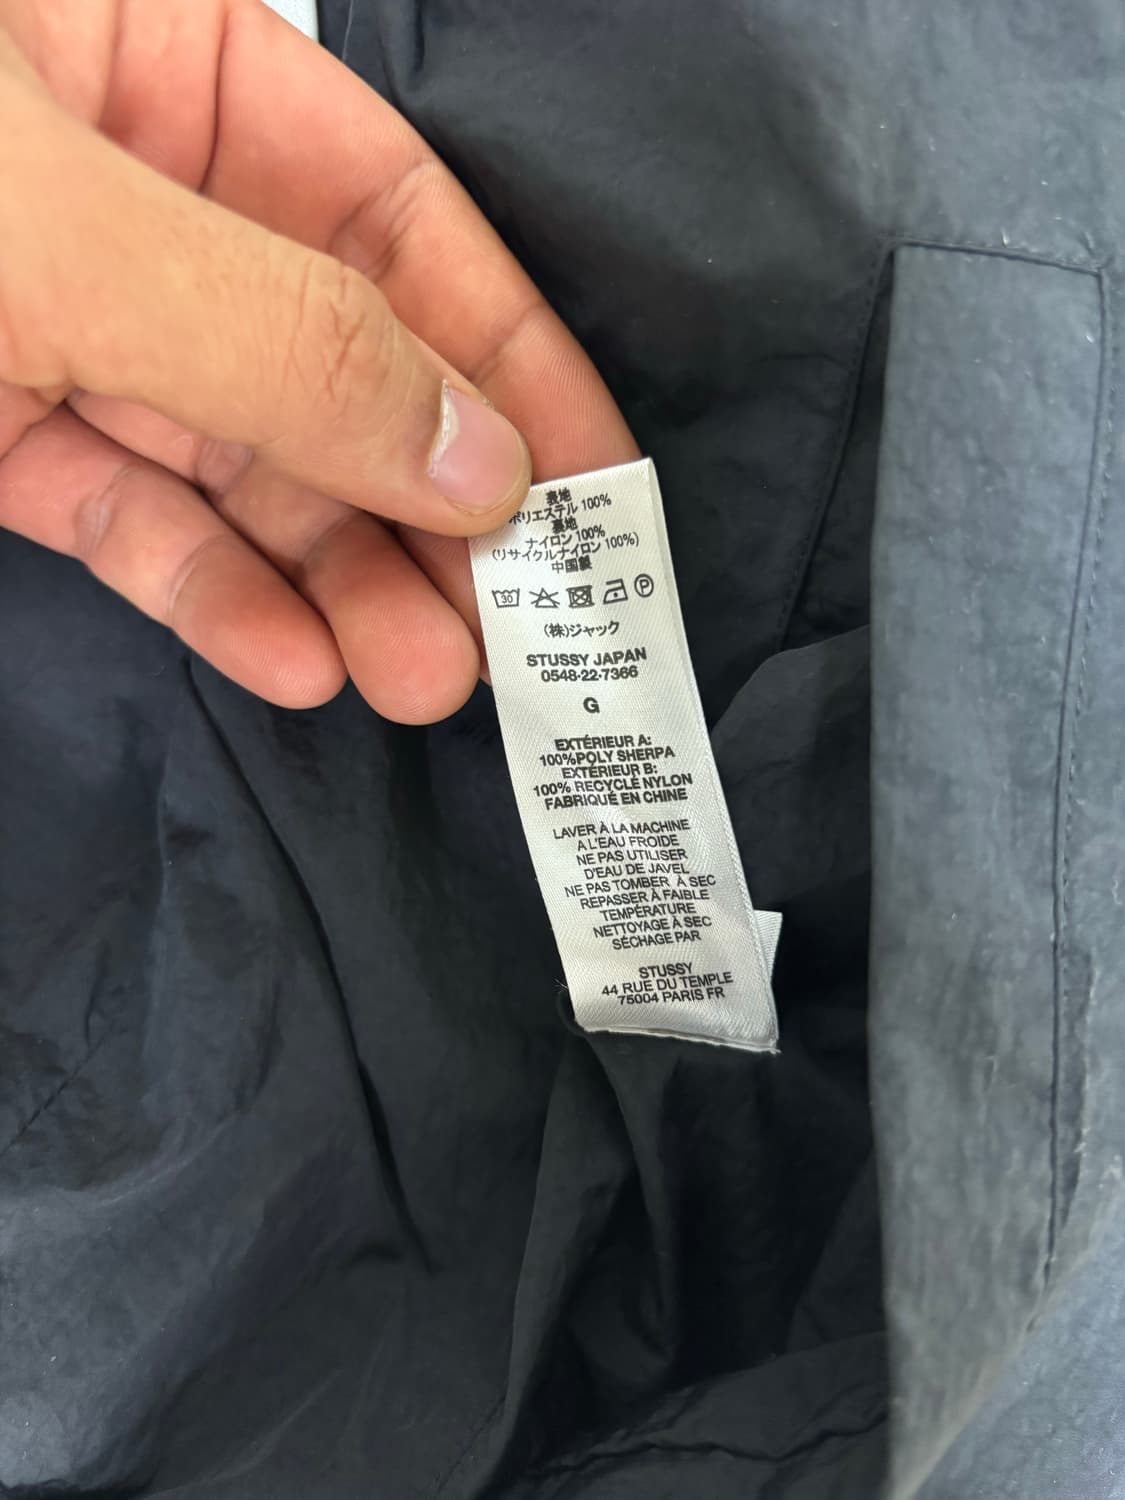 表地
ポリエステル 100%
裏地
ナイロン 100%
(リサイクルナイロン 100%)
中国製
30 P
(株)ジャック
STUSSY JAPAN
0548-22-7366
G
EXTÉRIEUR A:
100%POLY SHERPA
EXTÉRIEUR B:
100% RECYCLÉ NYLON
FABRIQUÉ EN CHINE
LAVER À LA MACHINE
A L'EAU FROIDE
NE PAS UTILISER
D'EAU DE JAVEL
NE PAS TOMBER À SEC
REPASSER À FAIBLE
TEMPÉRATURE
NETTOYAGE À SEC
SÉCHAGE PAR
STUSSY
44 RUE DU TEMPLE
75004 PARIS FR